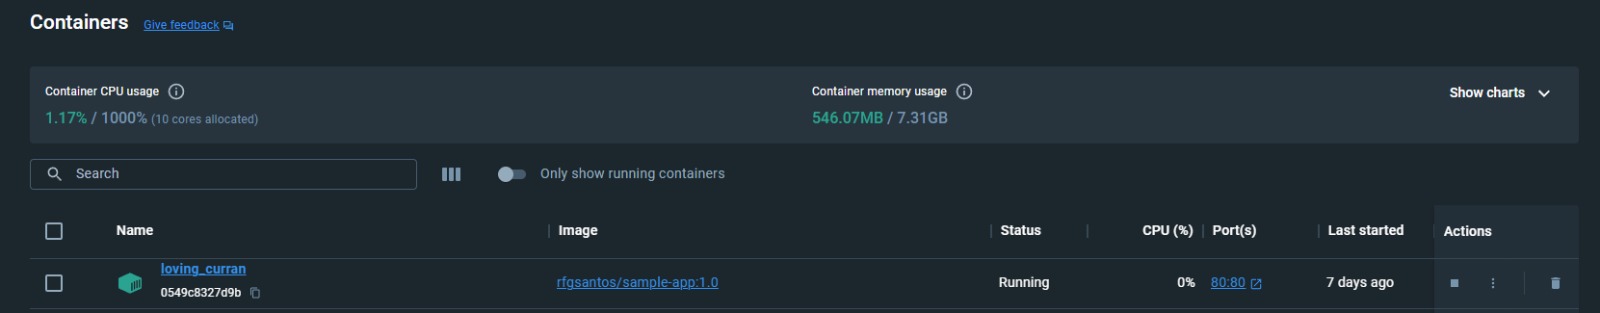 Containers Give feedback
Container CPU usage Container memory usage Show charts
1.17% / 1000% (10 cores allocated) 546.07MB / 7.31GB
Search Only show running containers
Name Image Status CPU (%) Port(s) Last started Actions
loving_curran
rfgsantos/sample-app:1.0 Running 0% 80:80 7 days ago
0549c8327d9b